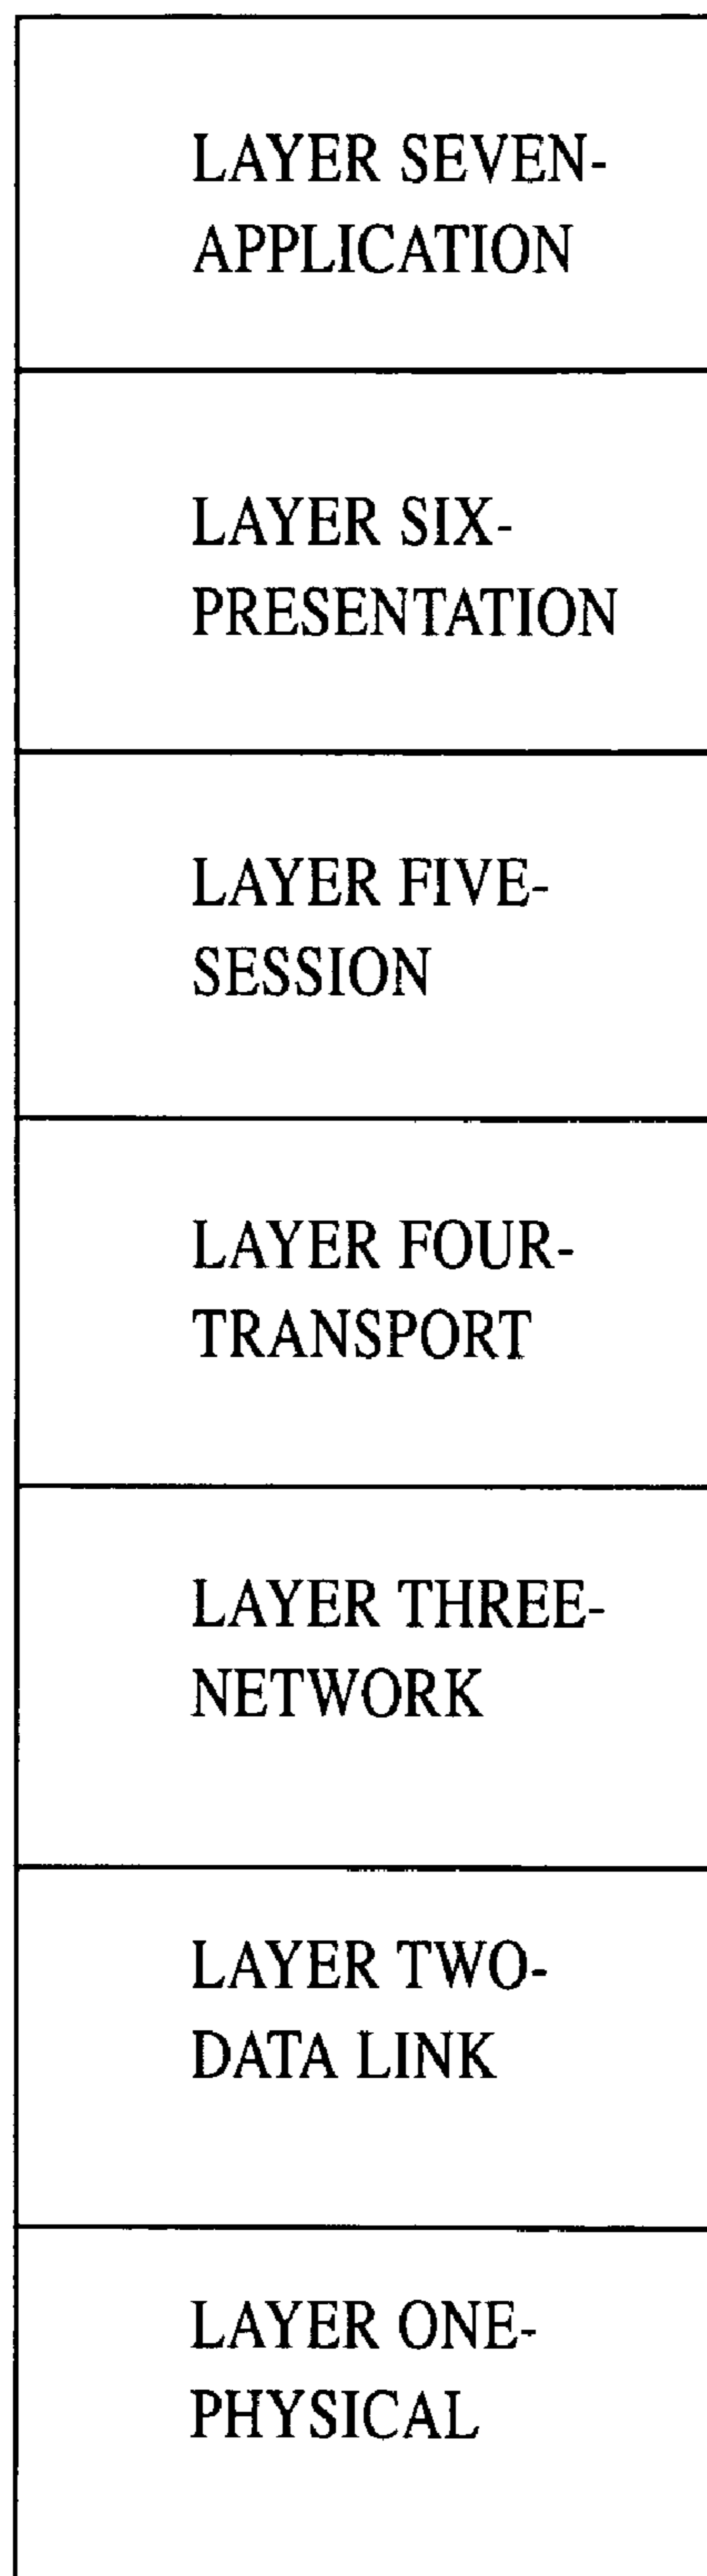 LAYER SEVEN-
APPLICATION
LAYER SIX-
PRESENTATION
LAYER FIVE-
SESSION
LAYER FOUR-
TRANSPORT
LAYER THREE-
NETWORK
LAYER TWO-
DATA LINK
LAYER ONE-
PHYSICAL